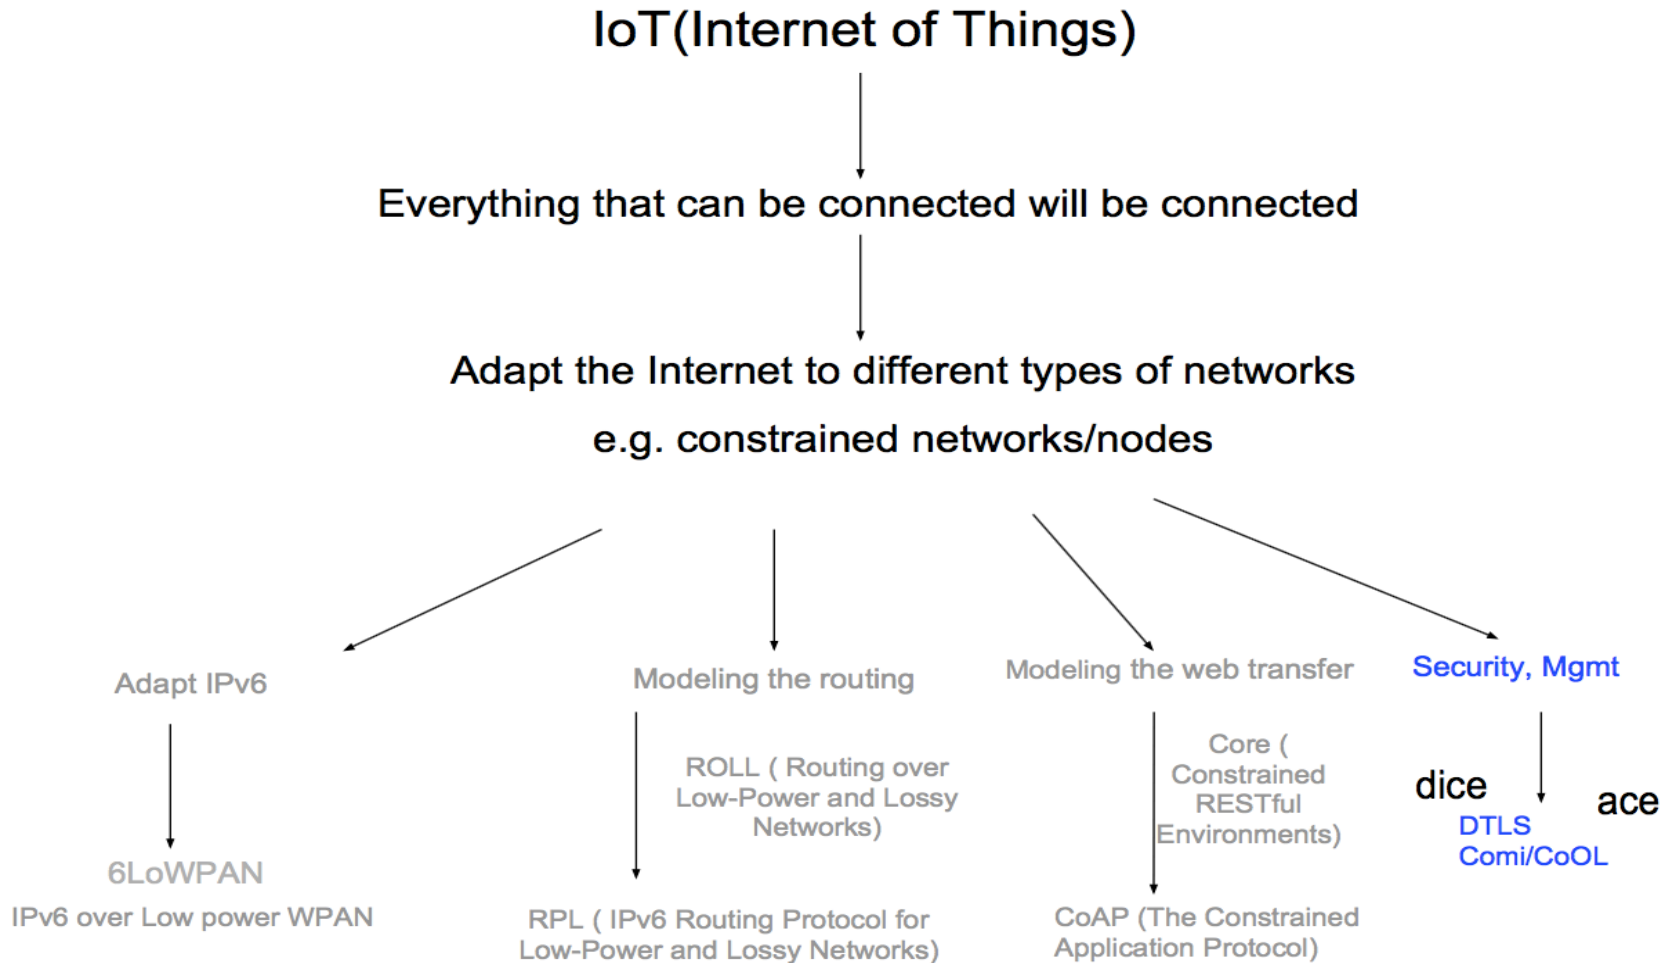 IoT(Internet of Things)
Everything that can be connected will be connected
Adapt the Internet to different types of networks
e.g. constrained networks/nodes
Adapt IPv6
6LoWPAN
IPv6 over Low power WPAN
Modeling the routing
ROLL ( Routing over
Low-Power and Lossy
Networks)
RPL ( IPv6 Routing Protocol for
Low-Power and Lossy Networks)
Modeling the web transfer
Core (
Constrained
RESTful
Environments)
CoAP (The Constrained
Application Protocol)
Security, Mgmt
dice
ace
DTLS
Comi/CoOL